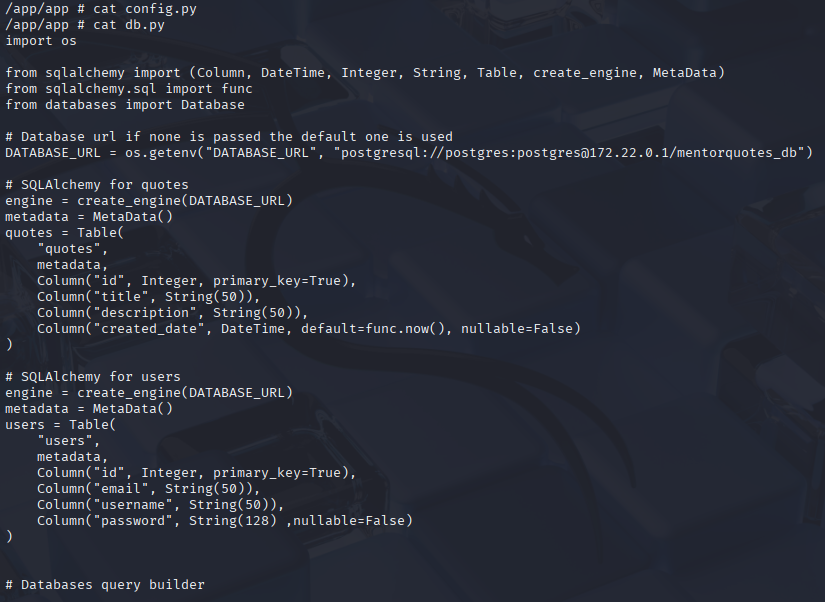 /app/app # cat config.py
/app/app # cat db.py
import os

from sqlalchemy import (Column, DateTime, Integer, String, Table, create_engine, MetaData)
from sqlalchemy.sql import func
from databases import Database

# Database url if none is passed the default one is used
DATABASE_URL = os.getenv("DATABASE_URL", "postgresql://postgres:postgres@172.22.0.1/mentorquotes_db")

# SQLAlchemy for quotes
engine = create_engine(DATABASE_URL)
metadata = MetaData()
quotes = Table(
    "quotes",
    metadata,
    Column("id", Integer, primary_key=True),
    Column("title", String(50)),
    Column("description", String(50)),
    Column("created_date", DateTime, default=func.now(), nullable=False)
)

# SQLAlchemy for users
engine = create_engine(DATABASE_URL)
metadata = MetaData()
users = Table(
    "users",
    metadata,
    Column("id", Integer, primary_key=True),
    Column("email", String(50)),
    Column("username", String(50)),
    Column("password", String(128) ,nullable=False)
)


# Databases query builder